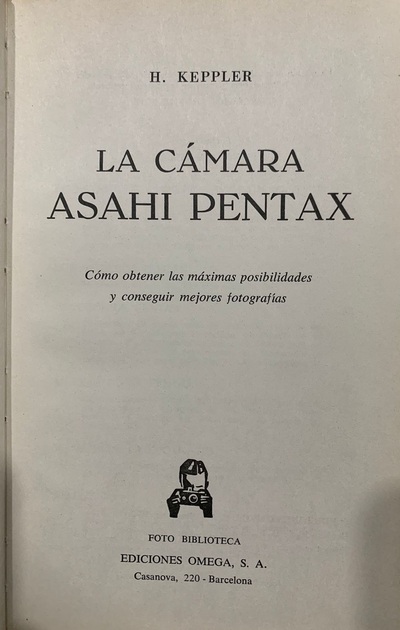 H. KEPPLER
LA CÁMARA
ASAHI PENTAX
Cómo obtener las máximas posibilidades
y conseguir mejores fotografías
FOTO BIBLIOTECA
EDICIONES OMEGA, S. A.
Casanova, 220 - Barcelona